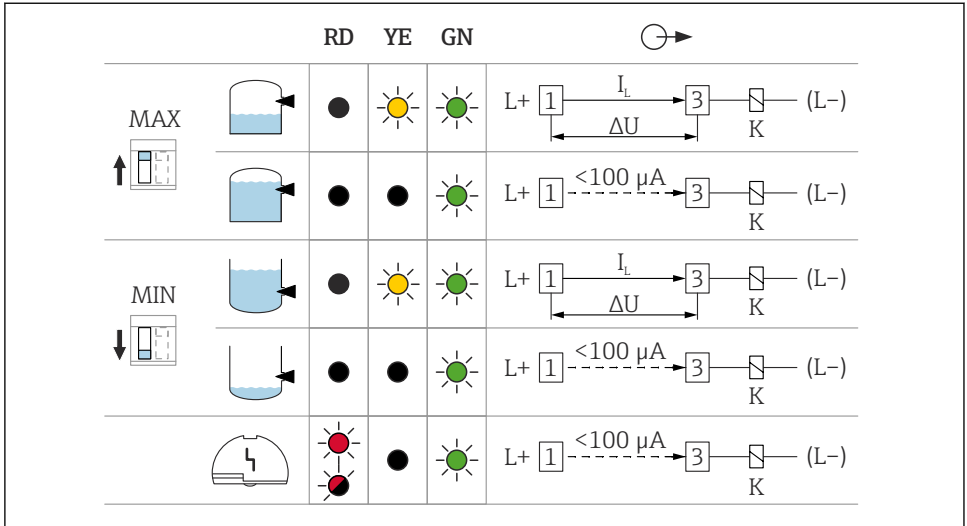 RD YE GN
MAX
L+ 1 I_L 3 (L−)
ΔU K
L+ 1 <100 µA 3 (L−)
K
MIN
L+ 1 I_L 3 (L−)
ΔU K
L+ 1 <100 µA 3 (L−)
K
L+ 1 <100 µA 3 (L−)
K